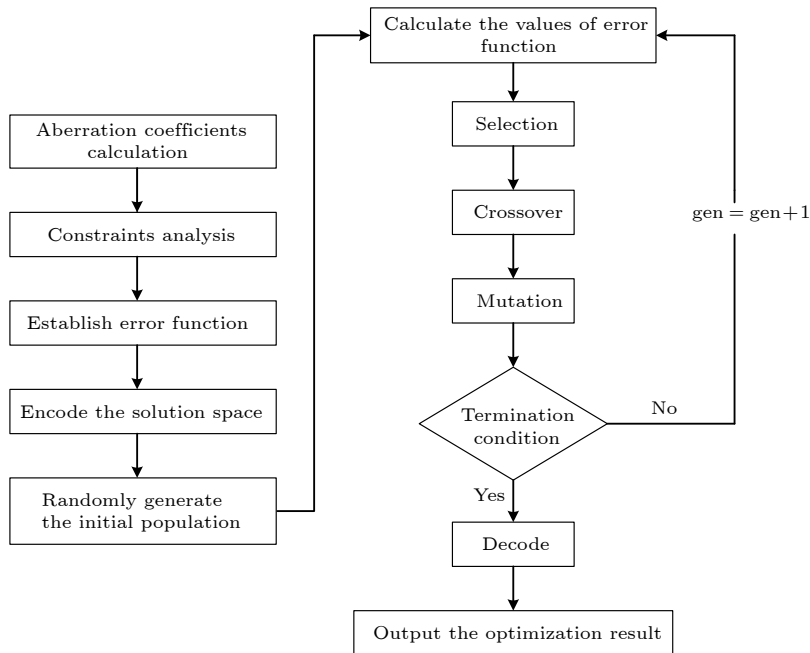 Aberration coefficients
calculation
Constraints analysis
Establish error function
Encode the solution space
Randomly generate
the initial population
Calculate the values of error
function
Selection
Crossover
Mutation
Termination
condition
No
gen = gen+1
Yes
Decode
Output the optimization result